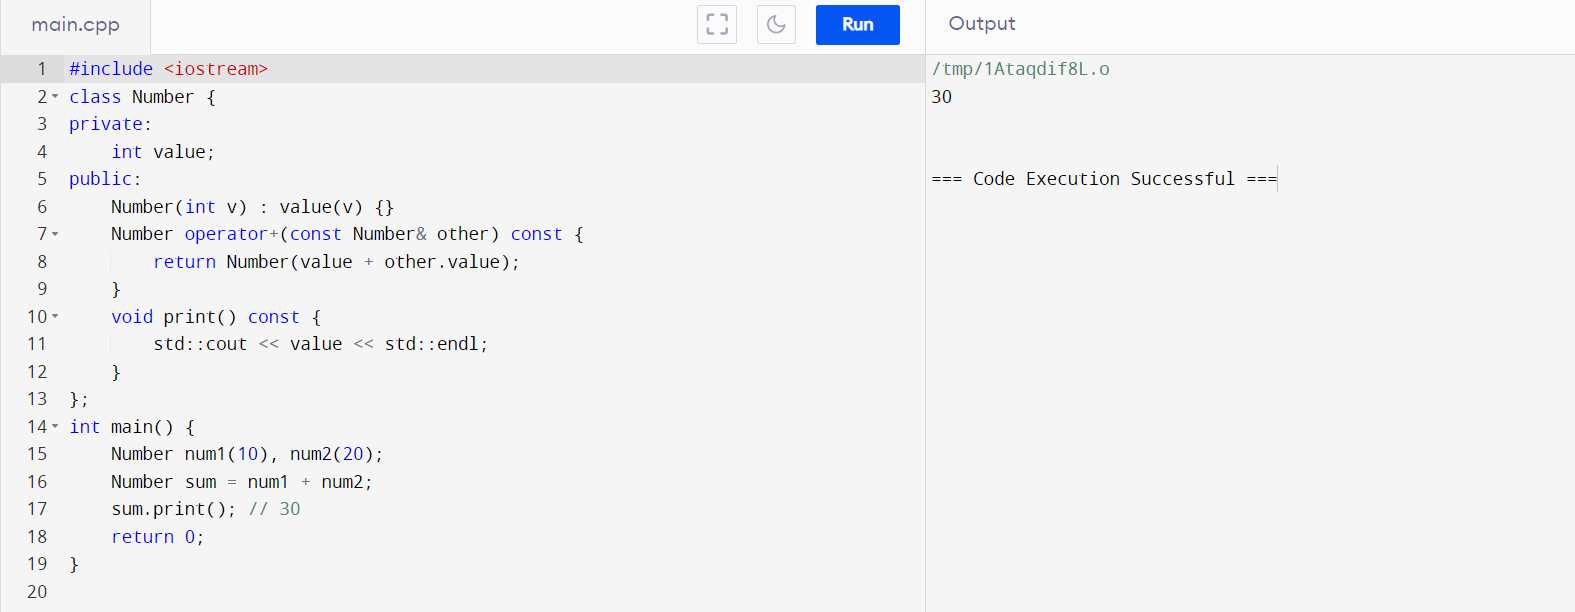 main.cpp
Run
Output
1 #include <iostream>
2 class Number {
3 private:
4     int value;
5 public:
6     Number(int v) : value(v) {}
7     Number operator+(const Number& other) const {
8         return Number(value + other.value);
9     }
10     void print() const {
11         std::cout << value << std::endl;
12     }
13 };
14 int main() {
15     Number num1(10), num2(20);
16     Number sum = num1 + num2;
17     sum.print(); // 30
18     return 0;
19 }
20
/tmp/1Ataqdif8L.o
30
=== Code Execution Successful ===